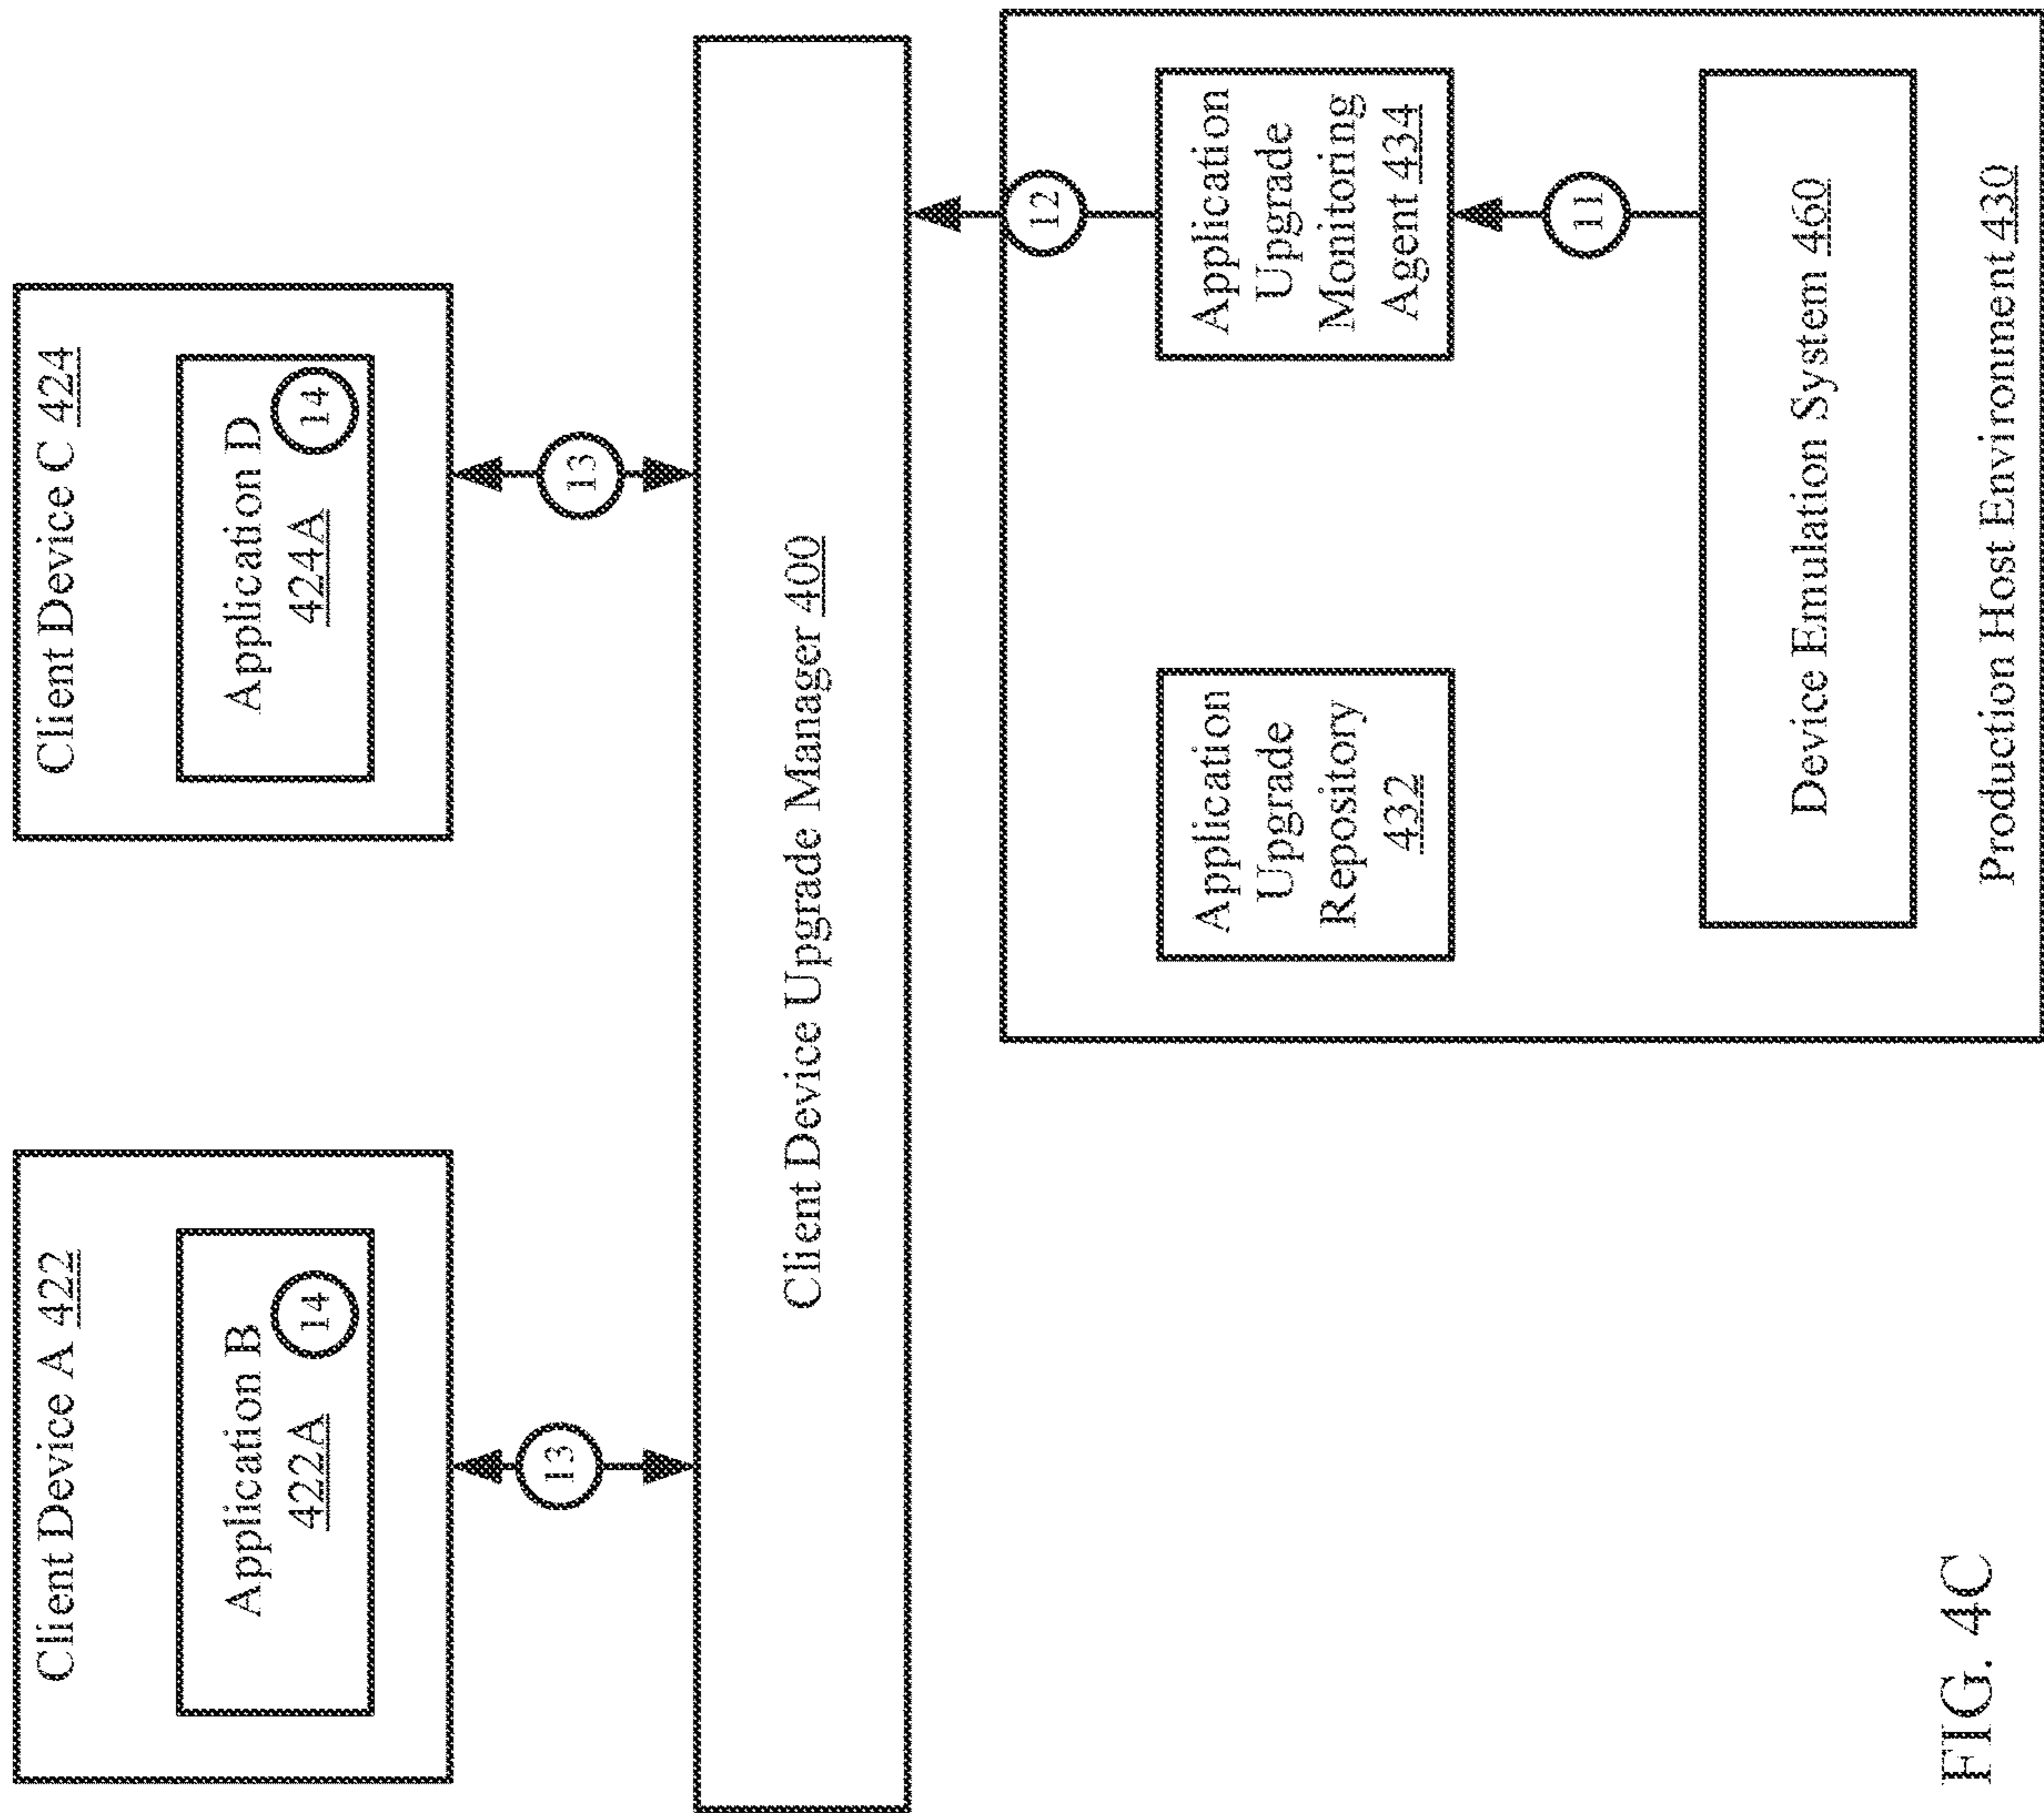 Client Device A 422
Application B
422A
14
13
Client Device C 424
Application D
424A
14
13
Client Device Upgrade Manager 400
12
Application
Upgrade
Repository
432
Application
Upgrade
Monitoring
Agent 434
11
Device Emulation System 460
Production Host Environment 430
FIG. 4C